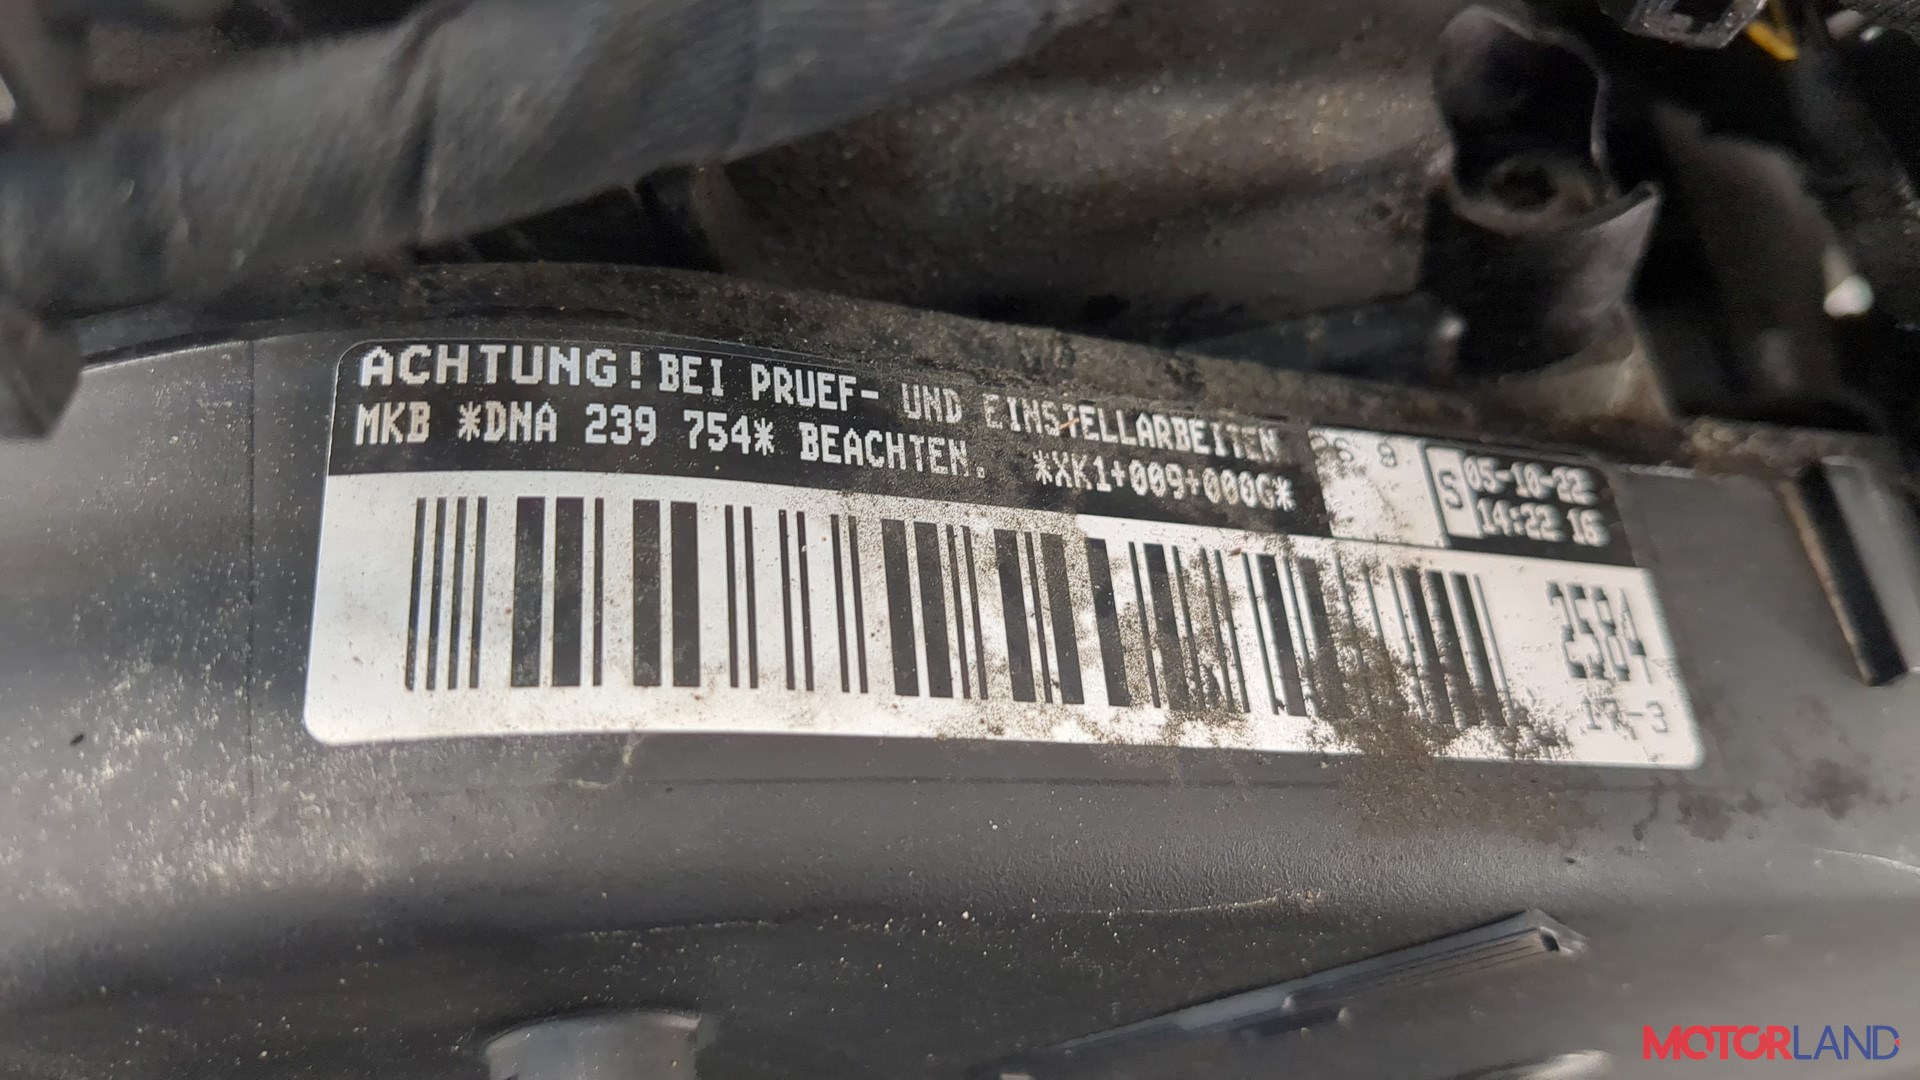 ACHTUNG! BEI PRUEF- UND EINSTELLARBEITEN
MKB *DNA 239 754* BEACHTEN. *XK1+009+000G*
S 05-10-22
14:22 16
2584
MOTORLAND